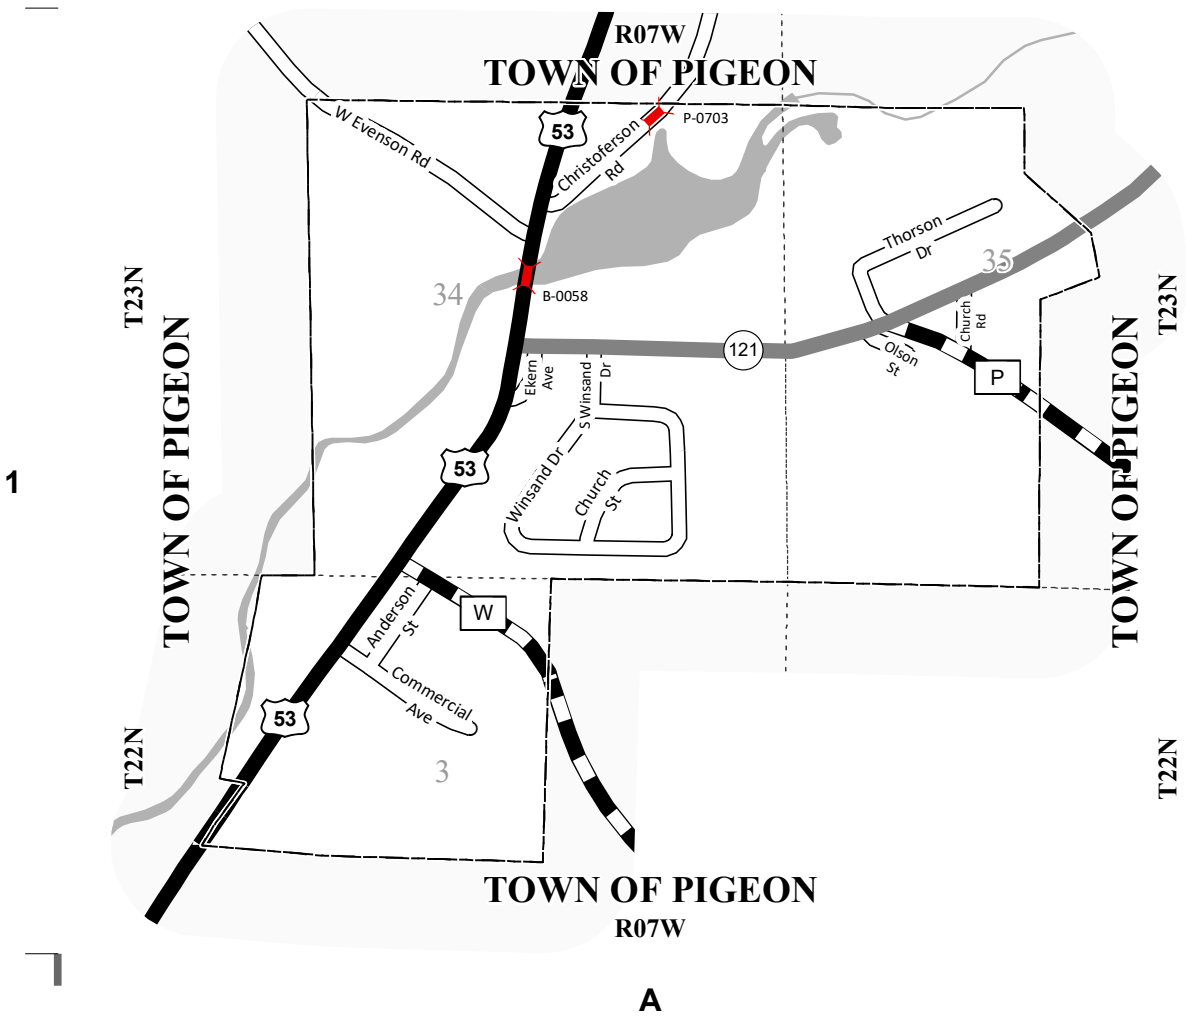 R07W
TOWN OF PIGEON
W Evenson Rd
53
Christoferson
Rd
P-0703
Thorson
Dr
35
34
B-0058
T23N
T23N
TOWN OF PIGEON
TOWN OF PIGEON
121
Church
Rd
Olson
St
P
Ekern
Ave
S Winsand
Dr
53
Winsand Dr
Church
St
1
W
Anderson
St
Commercial
Ave
53
3
T22N
T22N
TOWN OF PIGEON
R07W
A